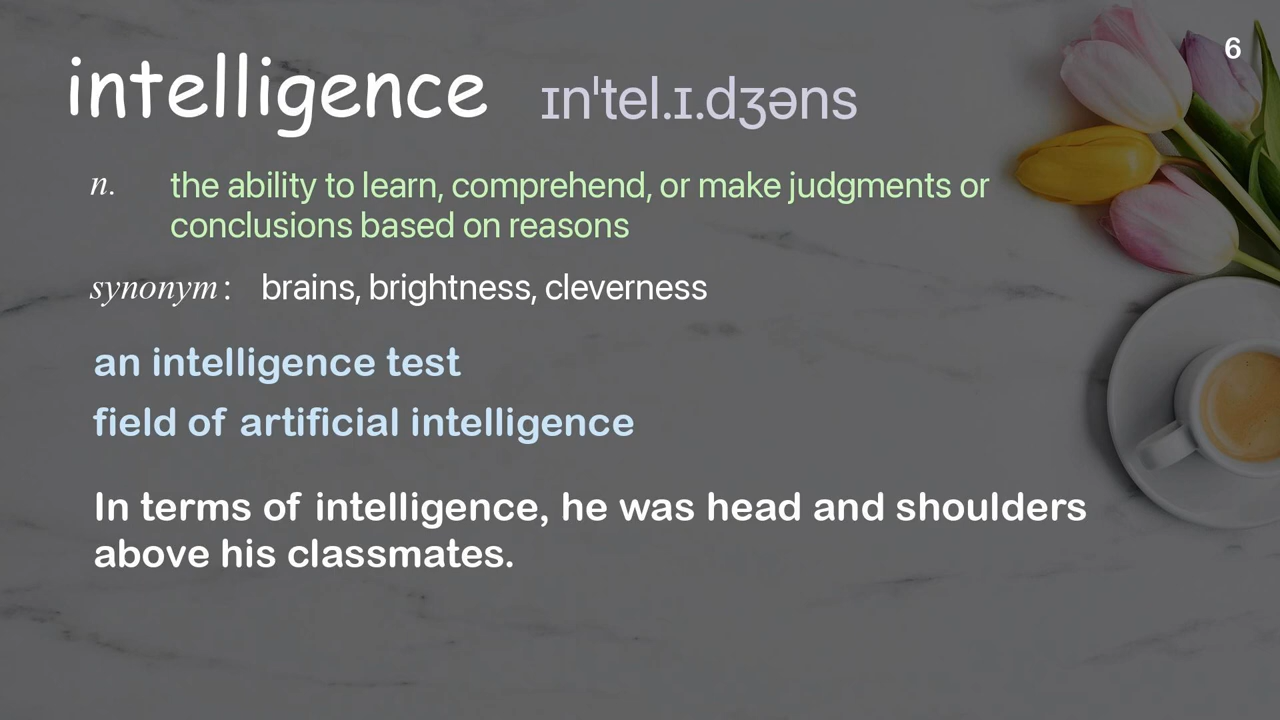 6
intelligence ɪnˈtel.ɪ.dʒəns
n. the ability to learn, comprehend, or make judgments or
conclusions based on reasons
synonym: brains, brightness, cleverness
an intelligence test
field of artificial intelligence
In terms of intelligence, he was head and shoulders
above his classmates.